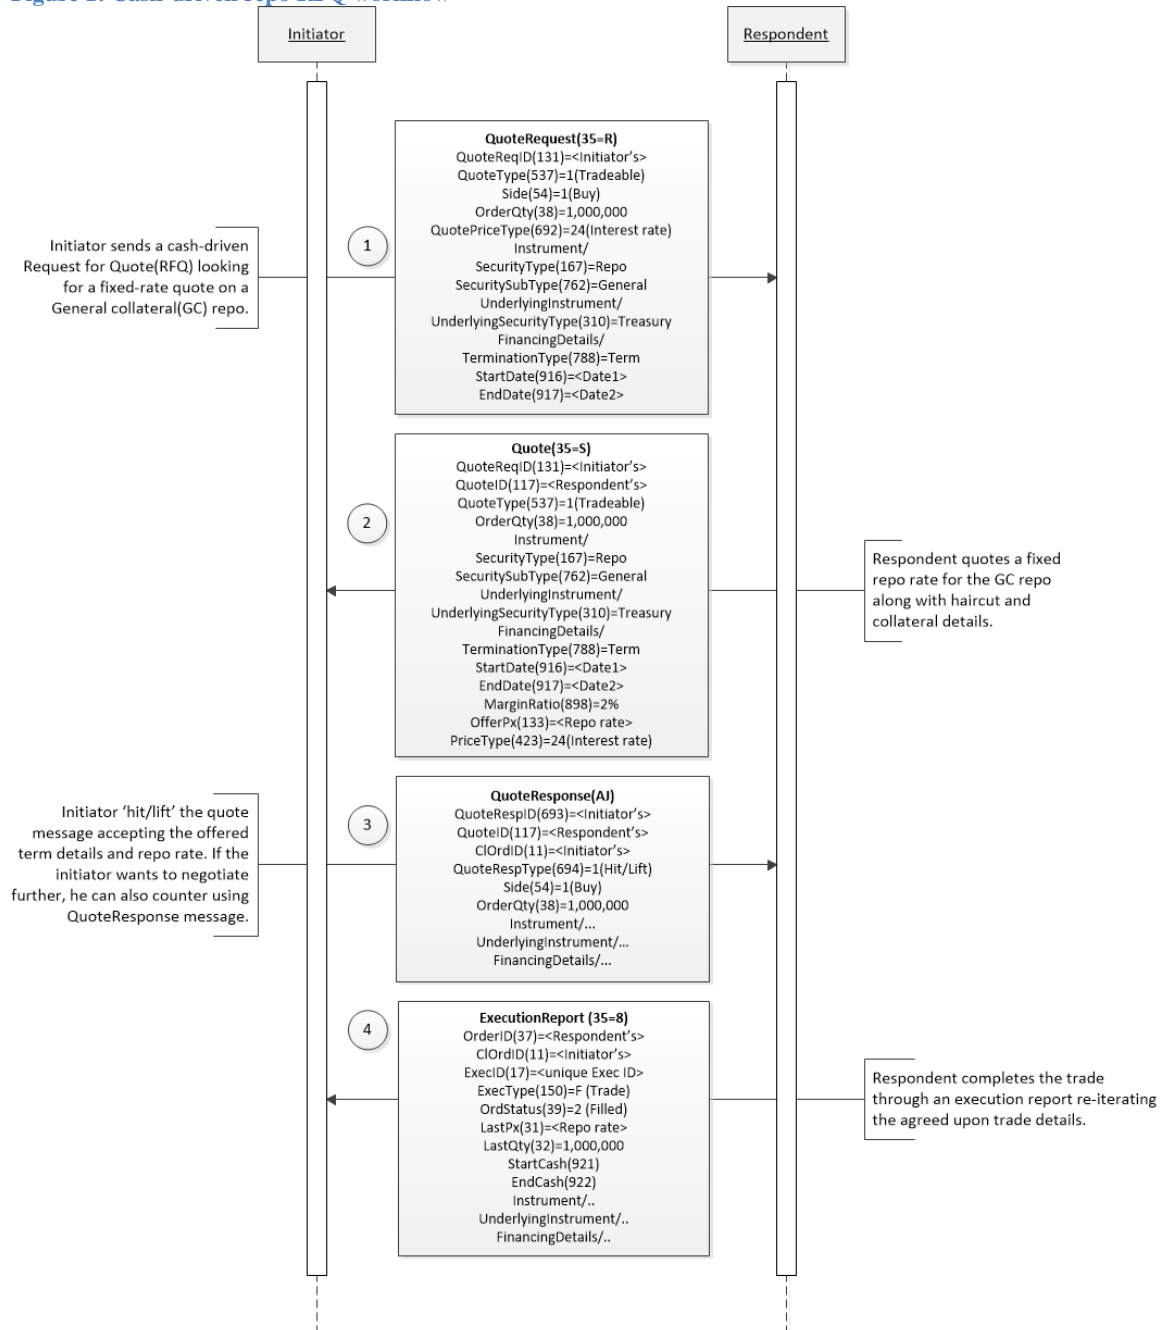 Initiator
Respondent
QuoteRequest(35=R)
QuoteReqID(131)=<Initiator's>
QuoteType(537)=1(Tradeable)
Side(54)=1(Buy)
OrderQty(38)=1,000,000
QuotePriceType(692)=24(Interest rate)
Instrument/
SecurityType(167)=Repo
SecuritySubType(762)=General
UnderlyingInstrument/
UnderlyingSecurityType(310)=Treasury
FinancingDetails/
TerminationType(788)=Term
StartDate(916)=<Date1>
EndDate(917)=<Date2>
1
Initiator sends a cash-driven
Request for Quote(RFQ) looking
for a fixed-rate quote on a
General collateral(GC) repo.
Quote(35=S)
QuoteReqID(131)=<Initiator's>
QuoteID(117)=<Respondent's>
QuoteType(537)=1(Tradeable)
OrderQty(38)=1,000,000
Instrument/
SecurityType(167)=Repo
SecuritySubType(762)=General
UnderlyingInstrument/
UnderlyingSecurityType(310)=Treasury
FinancingDetails/
TerminationType(788)=Term
StartDate(916)=<Date1>
EndDate(917)=<Date2>
MarginRatio(898)=2%
OfferPx(133)=<Repo rate>
PriceType(423)=24(Interest rate)
2
Respondent quotes a fixed
repo rate for the GC repo
along with haircut and
collateral details.
QuoteResponse(AJ)
QuoteRespID(693)=<Initiator's>
QuoteID(117)=<Respondent's>
ClOrdID(11)=<Initiator's>
QuoteRespType(694)=1(Hit/Lift)
Side(54)=1(Buy)
OrderQty(38)=1,000,000
Instrument/...
UnderlyingInstrument/...
FinancingDetails/...
3
Initiator 'hit/lift' the quote
message accepting the offered
term details and repo rate. If the
initiator wants to negotiate
further, he can also counter using
QuoteResponse message.
ExecutionReport (35=8)
OrderID(37)=<Respondent's>
ClOrdID(11)=<Initiator's>
ExecID(17)=<unique Exec ID>
ExecType(150)=F (Trade)
OrdStatus(39)=2 (Filled)
LastPx(31)=<Repo rate>
LastQty(32)=1,000,000
StartCash(921)
EndCash(922)
Instrument/..
UnderlyingInstrument/..
FinancingDetails/..
4
Respondent completes the trade
through an execution report re-iterating
the agreed upon trade details.